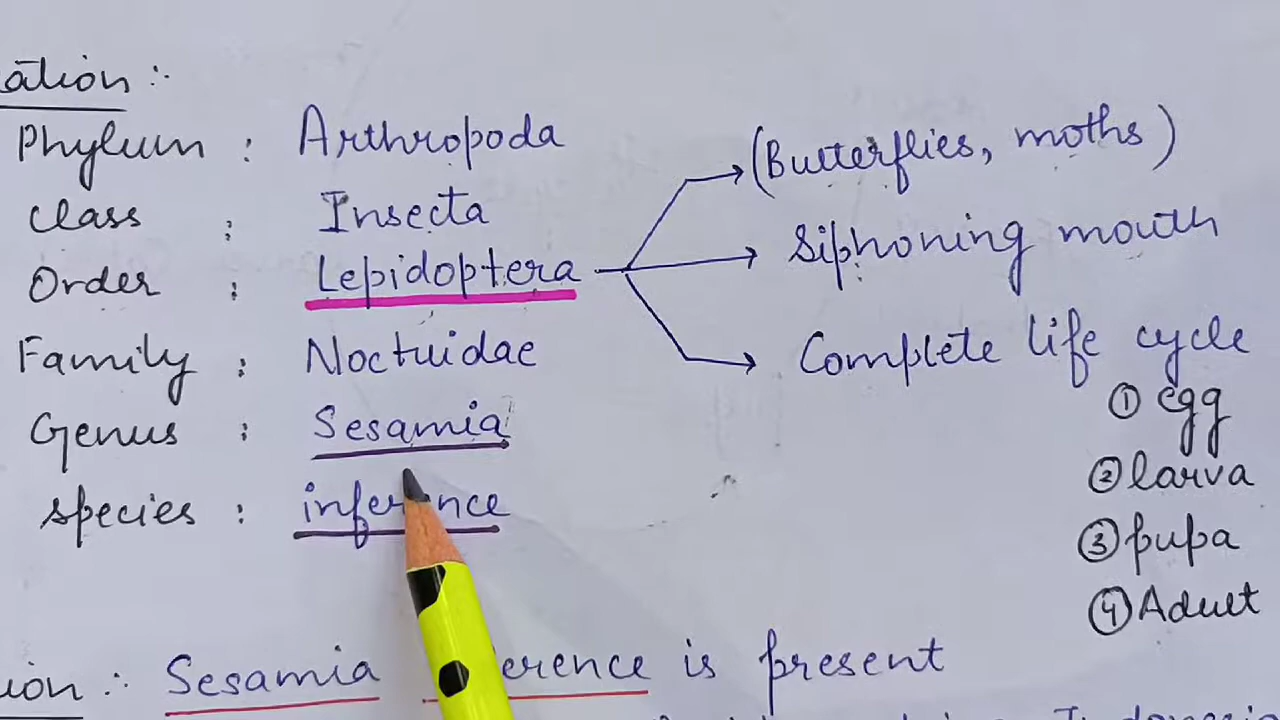 ation :-
Phylum : Arthropoda
(Butterflies, moths)
Class : Insecta
Siphoning mouth
Order : Lepidoptera
Family : Noctuidae
Complete life cycle
① egg
Genus : Sesamia
② larva
species : inference
③ pupa
④ Adult
ion :- Sesamia erence is present
Indonesia